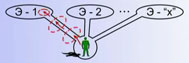 Э - 1 Э - 2 ... Э - "x"